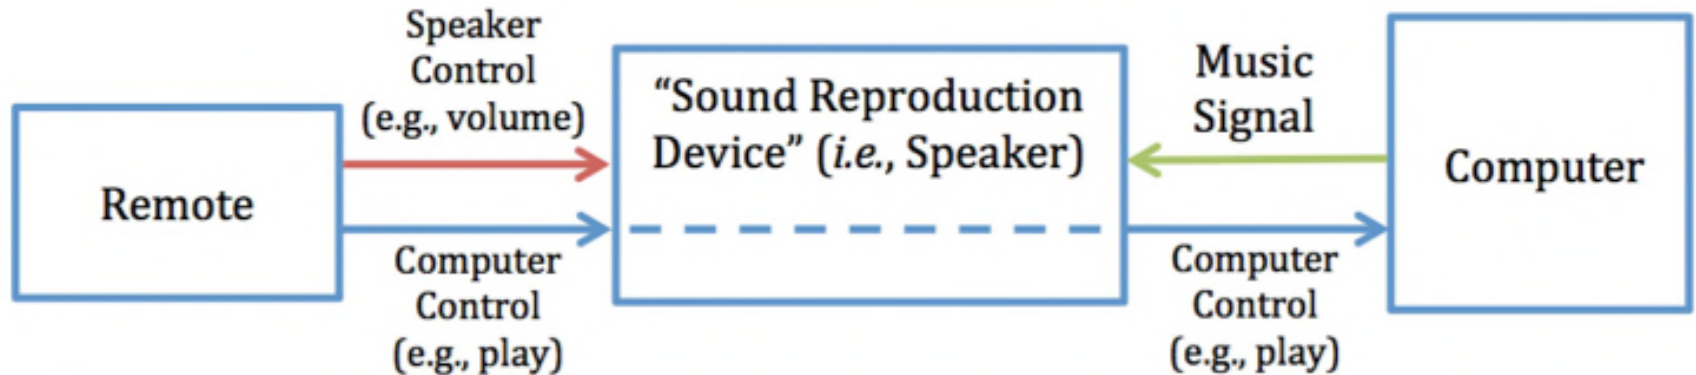 Remote
Speaker
Control
(e.g., volume)
Computer
Control
(e.g., play)
“Sound Reproduction
Device” (i.e., Speaker)
Music
Signal
Computer
Control
(e.g., play)
Computer